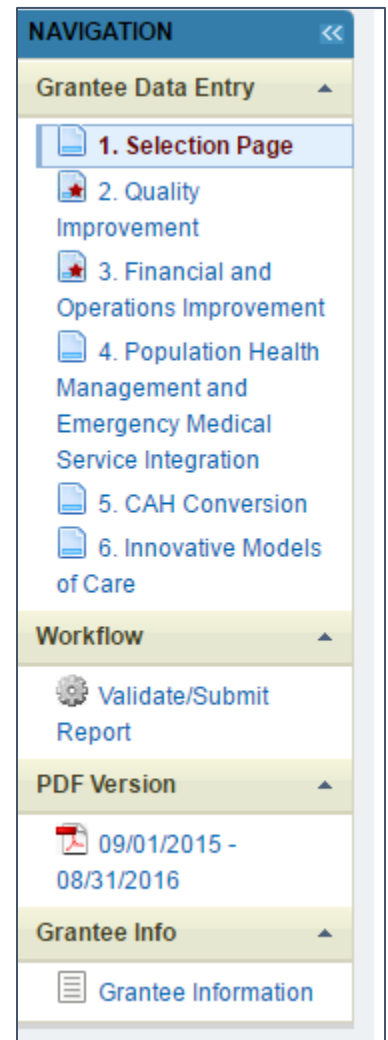 NAVIGATION
Grantee Data Entry
1. Selection Page
2. Quality
Improvement
3. Financial and
Operations Improvement
4. Population Health
Management and
Emergency Medical
Service Integration
5. CAH Conversion
6. Innovative Models
of Care
Workflow
Validate/Submit
Report
PDF Version
09/01/2015 -
08/31/2016
Grantee Info
Grantee Information